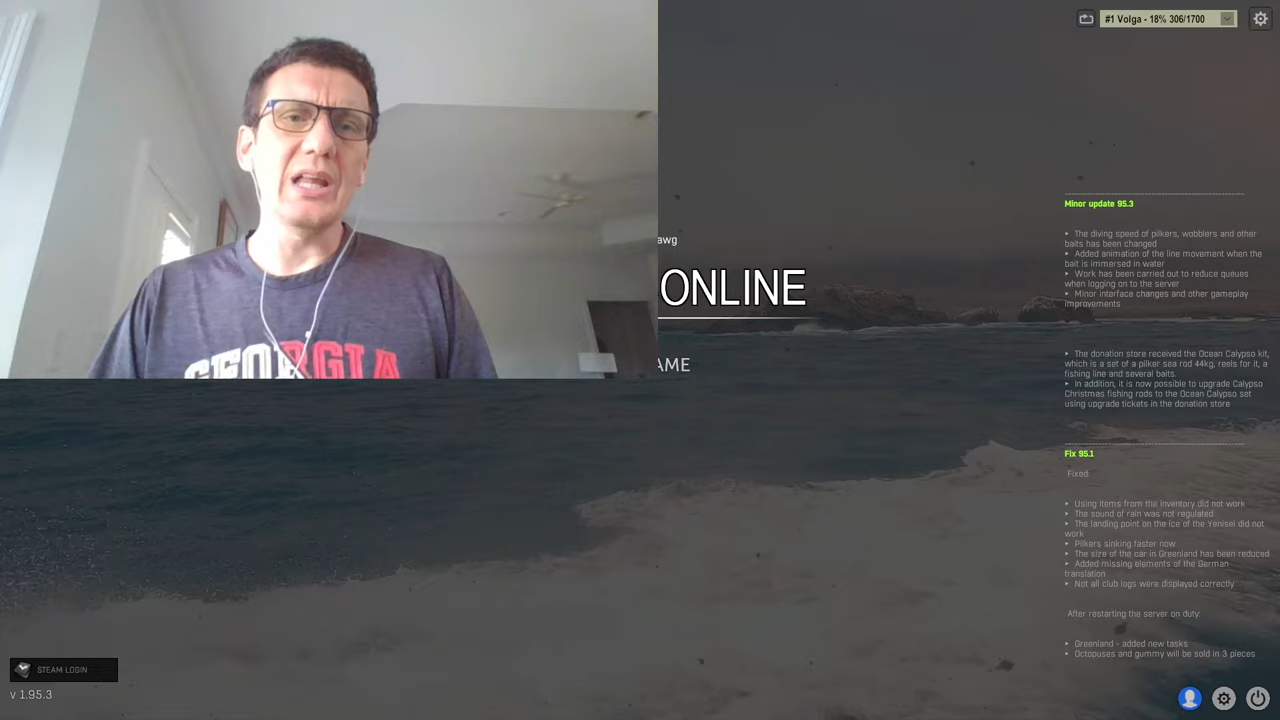 #1 Volga - 18% 306/1700
Minor update 95.3
‣ The diving speed of pilkers, wobblers and other
baits has been changed
‣ Added animation of the line movement when the
bait is immersed in water
‣ Work has been carried out to reduce queues
when logging on to the server
‣ Minor interface changes and other gameplay
improvements
awg
ONLINE
AME
‣ The donation store received the Ocean Calypso kit,
which is a set of a pilker sea rod 44kg, reels for it, a
fishing line and several baits.
‣ In addition, it is now possible to upgrade Calypso
Christmas fishing rods to the Ocean Calypso set
using upgrade tickets in the donation store
GEORGIA
Fix 95.1
Fixed:
‣ Using items from the inventory did not work
‣ The sound of rain was not regulated
‣ The landing point on the ice of the Yenisei did not
work
‣ Pilkers sinking faster now
‣ The size of the car in Greenland has been reduced
‣ Added missing elements of the German
translation
‣ Not all club logs were displayed correctly
After restarting the server on duty:
‣ Greenland - added new tasks
‣ Octopuses and gummy will be sold in 3 pieces
STEAM LOGIN
v 1.95.3